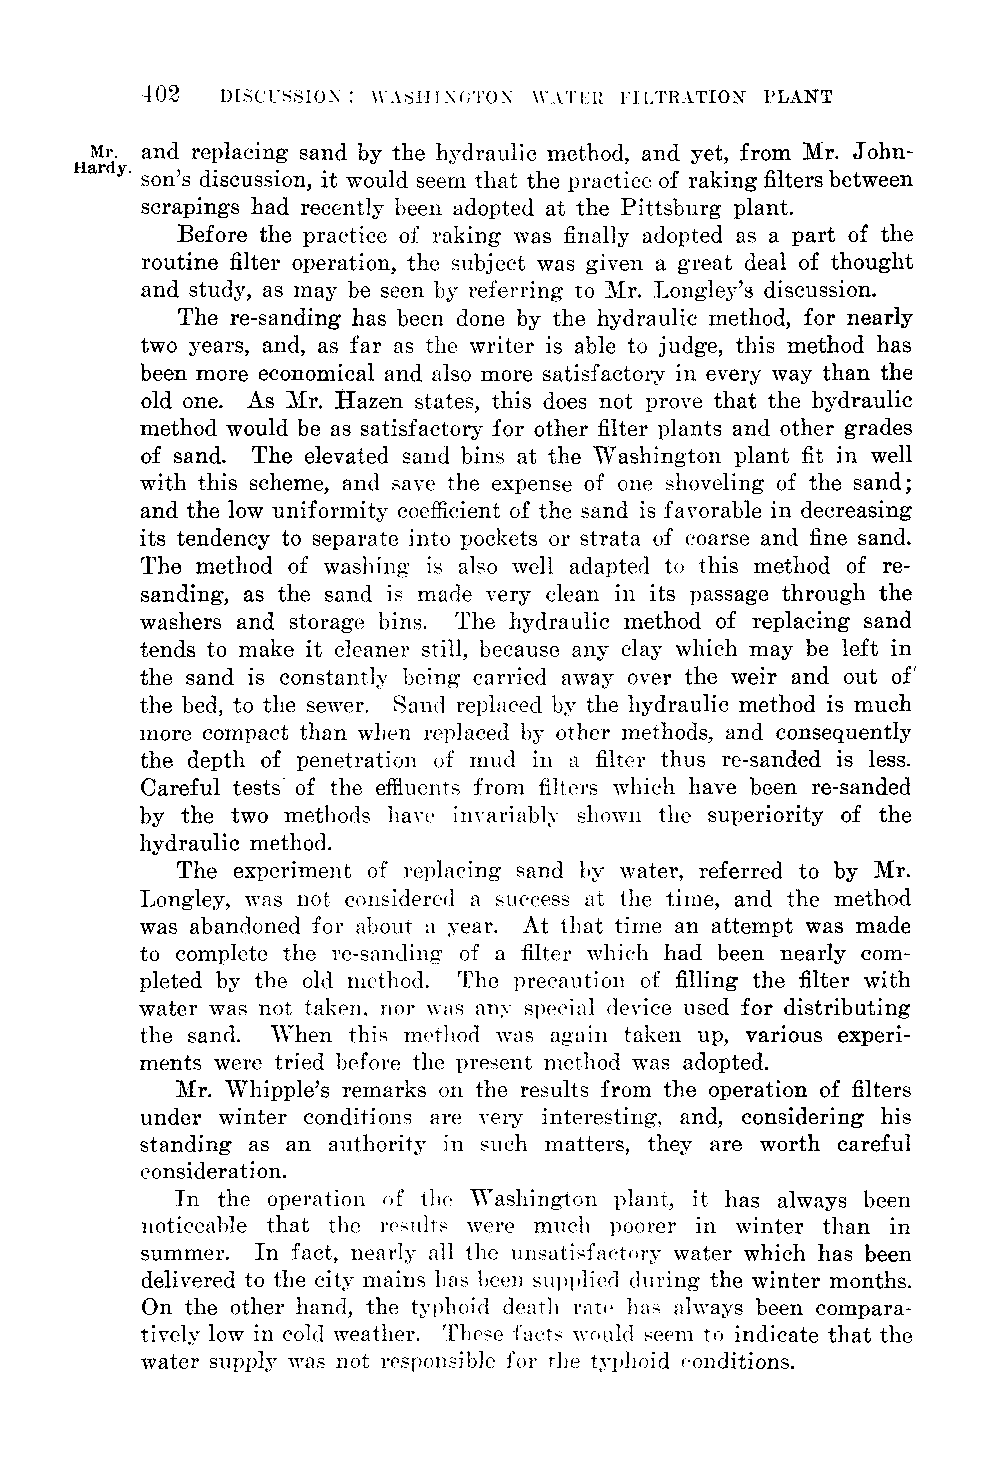 402 DISCUSSION: WASHINGTON WATER FILTRATION PLANT
Mr. Hardy.
and replacing sand by the hydraulic method, and yet, from Mr. John-
son's discussion, it would seem that the practice of raking filters between
scrapings had recently been adopted at the Pittsburg plant.
Before the practice of raking was finally adopted as a part of the
routine filter operation, the subject was given a great deal of thought
and study, as may be seen by referring to Mr. Longley's discussion.
The re-sanding has been done by the hydraulic method, for nearly
two years, and, as far as the writer is able to judge, this method has
been more economical and also more satisfactory in every way than the
old one. As Mr. Hazen states, this does not prove that the hydraulic
method would be as satisfactory for other filter plants and other grades
of sand. The elevated sand bins at the Washington plant fit in well
with this scheme, and save the expense of one shoveling of the sand;
and the low uniformity coefficient of the sand is favorable in decreasing
its tendency to separate into pockets or strata of coarse and fine sand.
The method of washing is also well adapted to this method of re-
sanding, as the sand is made very clean in its passage through the
washers and storage bins. The hydraulic method of replacing sand
tends to make it cleaner still, because any clay which may be left in
the sand is constantly being carried away over the weir and out of
the bed, to the sewer. Sand replaced by the hydraulic method is much
more compact than when replaced by other methods, and consequently
the depth of penetration of mud in a filter thus re-sanded is less.
Careful tests of the effluents from filters which have been re-sanded
by the two methods have invariably shown the superiority of the
hydraulic method.
The experiment of replacing sand by water, referred to by Mr.
Longley, was not considered a success at the time, and the method
was abandoned for about a year. At that time an attempt was made
to complete the re-sanding of a filter which had been nearly com-
pleted by the old method. The precaution of filling the filter with
water was not taken, nor was any special device used for distributing
the sand. When this method was again taken up, various experi-
ments were tried before the present method was adopted.
Mr. Whipple's remarks on the results from the operation of filters
under winter conditions are very interesting, and, considering his
standing as an authority in such matters, they are worth careful
consideration.
In the operation of the Washington plant, it has always been
noticeable that the results were much poorer in winter than in
summer. In fact, nearly all the unsatisfactory water which has been
delivered to the city mains has been supplied during the winter months.
On the other hand, the typhoid death rate has always been compara-
tively low in cold weather. These facts would seem to indicate that the
water supply was not responsible for the typhoid conditions.